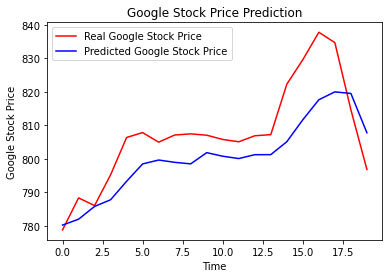 Google Stock Price Prediction
Real Google Stock Price
Predicted Google Stock Price
840
830
820
810
800
790
780
Google Stock Price
0.0 2.5 5.0 7.5 10.0 12.5 15.0 17.5
Time